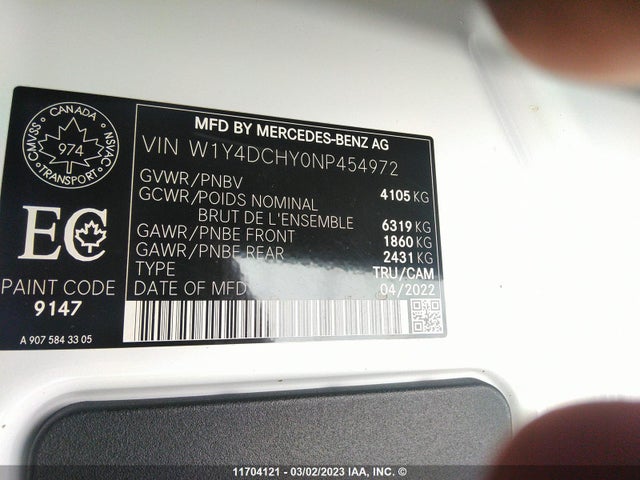 CANADA
CMVSS
974
NSVAC
TRANSPORT
EC
PAINT CODE
9147
A 907 584 33 05
MFD BY MERCEDES-BENZ AG
VIN W1Y4DCHY0NP454972
GVWR/PNBV 4105 KG
GCWR/POIDS NOMINAL
BRUT DE L'ENSEMBLE 6319 KG
GAWR/PNBE FRONT 1860 KG
GAWR/PNBE REAR 2431 KG
TYPE TRU/CAM
DATE OF MFD 04/2022
11704121 - 03/02/2023 IAA, INC. ©